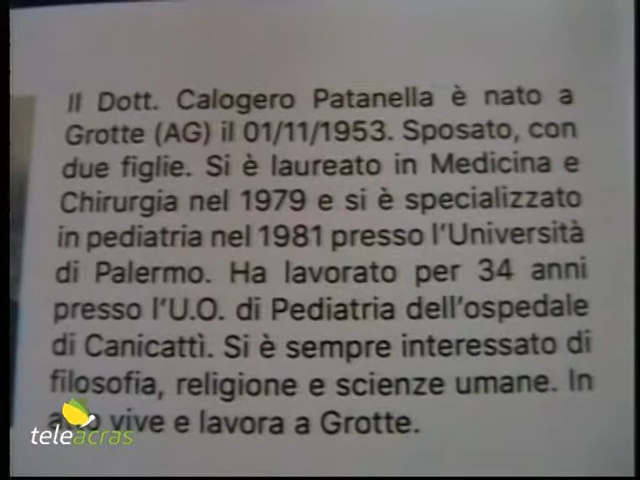 Il Dott. Calogero Patanella è nato a
Grotte (AG) il 01/11/1953. Sposato, con
due figlie. Si è laureato in Medicina e
Chirurgia nel 1979 e si è specializzato
in pediatria nel 1981 presso l'Università
di Palermo. Ha lavorato per 34 anni
presso l'U.O. di Pediatria dell'ospedale
di Canicattì. Si è sempre interessato di
filosofia, religione e scienze umane. In
vive e lavora a Grotte.
teleacras